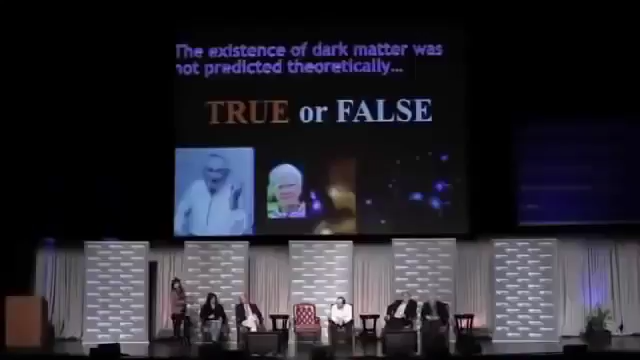 The existence of dark matter was
not predicted theoretically...
TRUE or FALSE